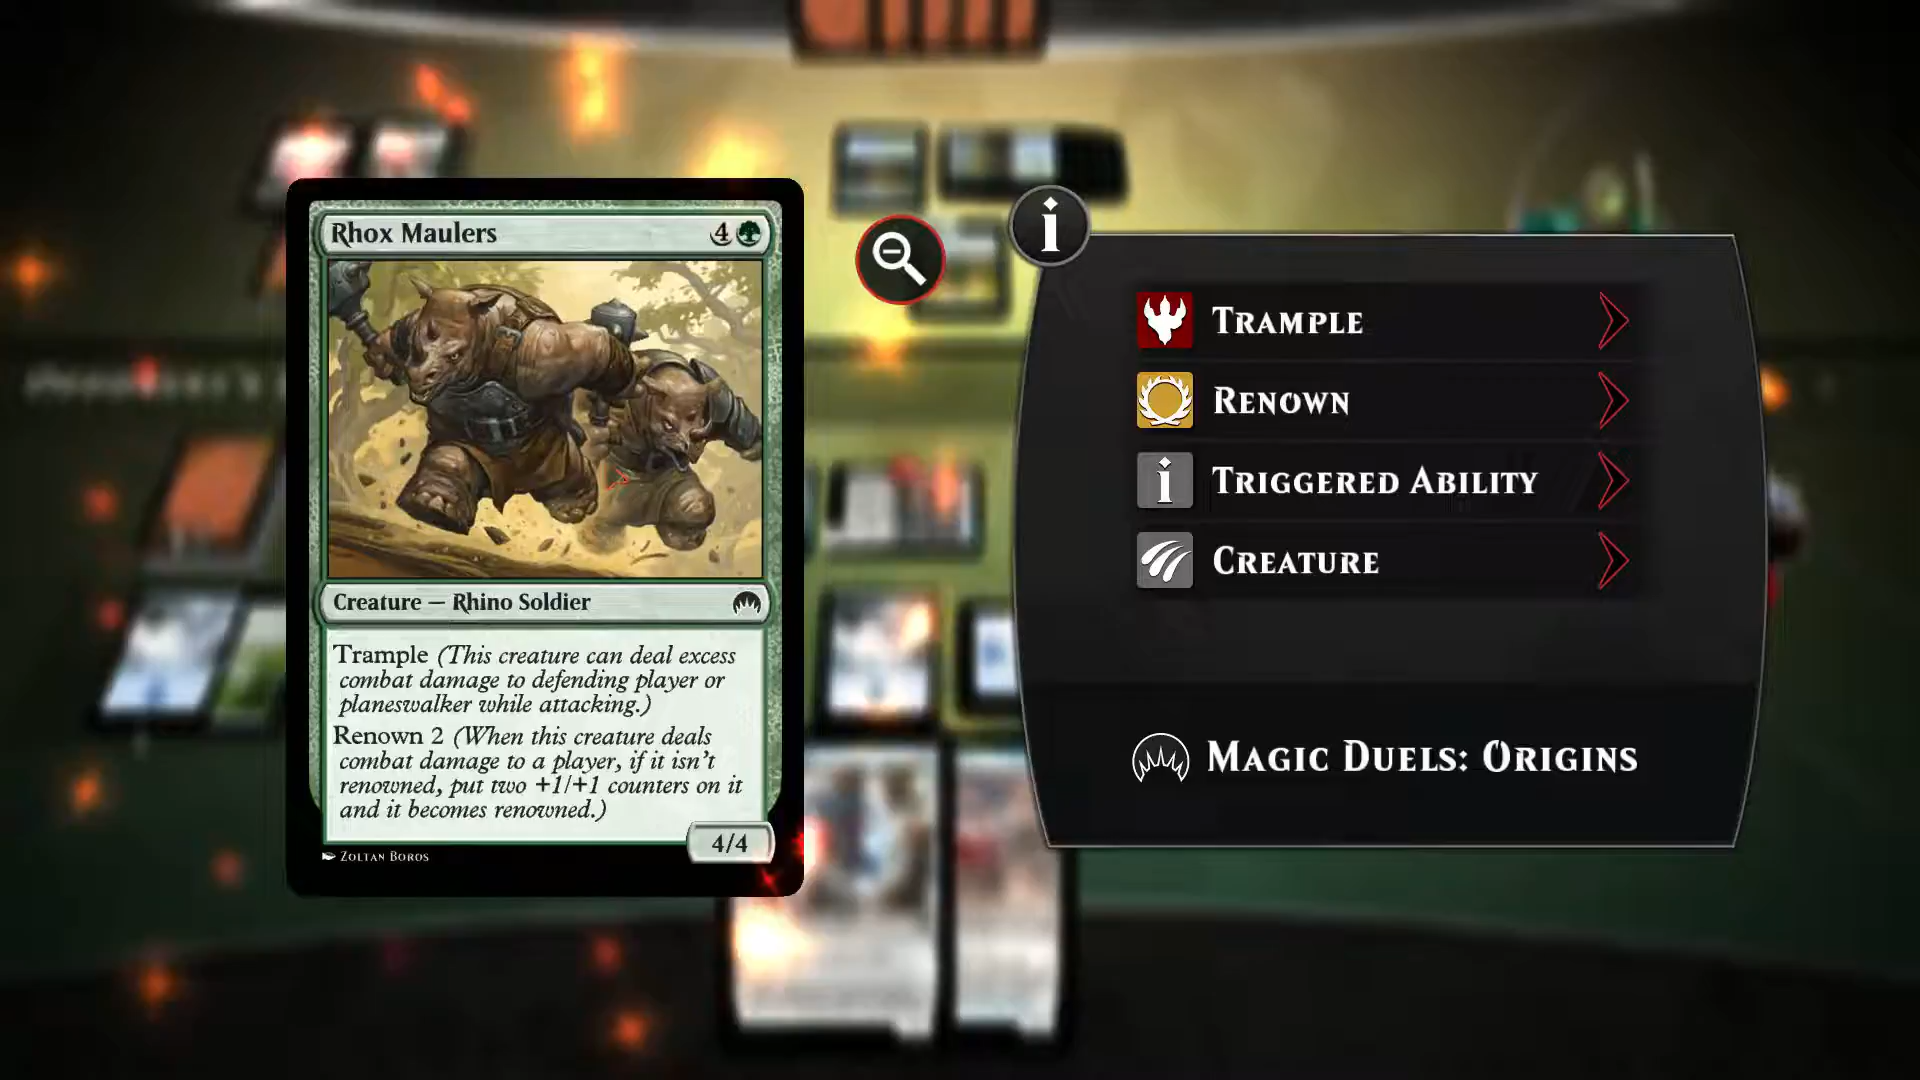 Rhox Maulers 4
Creature — Rhino Soldier
Trample (This creature can deal excess
combat damage to defending player or
planeswalker while attacking.)
Renown 2 (When this creature deals
combat damage to a player, if it isn't
renowned, put two +1/+1 counters on it
and it becomes renowned.)
4/4
Zoltan Boros
i
Trample
Renown
i Triggered Ability
Creature
Magic Duels: Origins